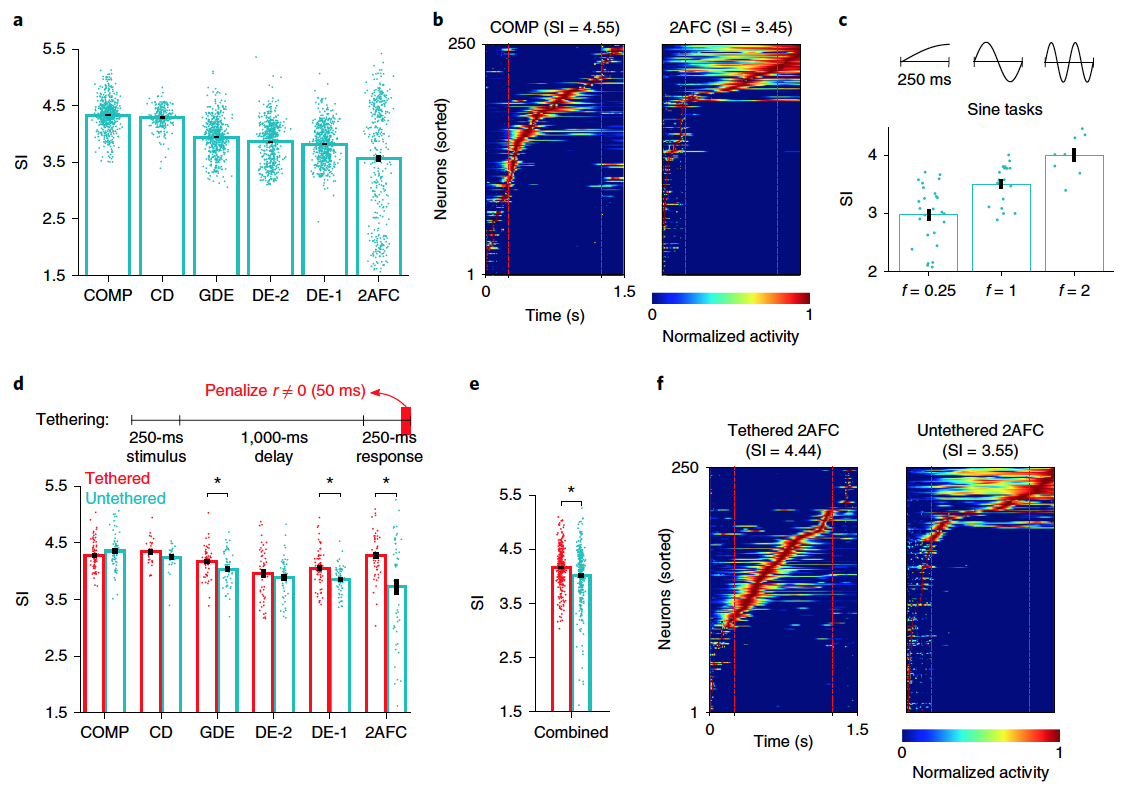 a
5.5
4.5
3.5
2.5
1.5
SI
COMP CD GDE DE-2 DE-1 2AFC
b
COMP (SI = 4.55) 2AFC (SI = 3.45)
250
Neurons (sorted)
1
0 1.5
Time (s)
0 1
Normalized activity
c
250 ms
Sine tasks
4
3
2
SI
f = 0.25 f = 1 f = 2
d
Penalize r ≠ 0 (50 ms)
Tethering:
250-ms 1,000-ms 250-ms
stimulus delay response
Tethered
Untethered
5.5
4.5
3.5
2.5
1.5
SI
* * *
COMP CD GDE DE-2 DE-1 2AFC
e
5.5
4.5
3.5
2.5
1.5
SI
*
Combined
f
Tethered 2AFC Untethered 2AFC
(SI = 4.44) (SI = 3.55)
250
Neurons (sorted)
1
0 1.5
Time (s)
0 1
Normalized activity